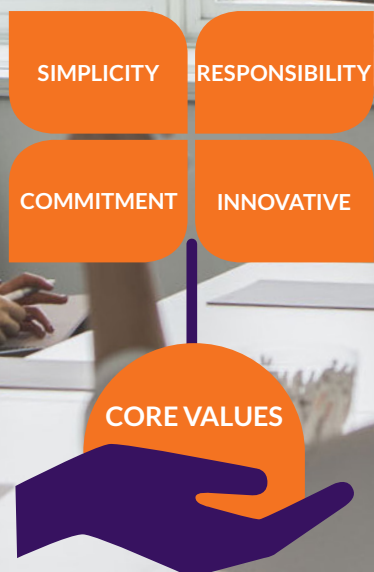 SIMPLICITY
RESPONSIBILITY
COMMITMENT
INNOVATIVE
CORE VALUES